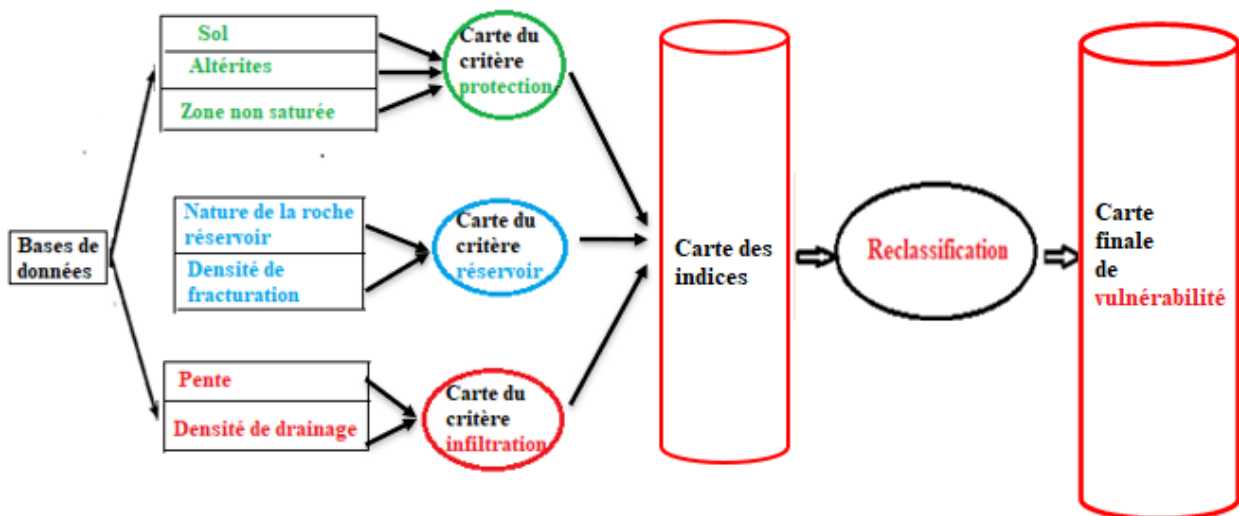 Bases de
données
Sol
Altérites
Zone non saturée
Carte du
critère
protection
Nature de la roche
réservoir
Densité de
fracturation
Carte du
critère
réservoir
Pente
Densité de drainage
Carte du
critère
infiltration
Carte des
indices
Reclassification
Carte
finale
de
vulnérabilité